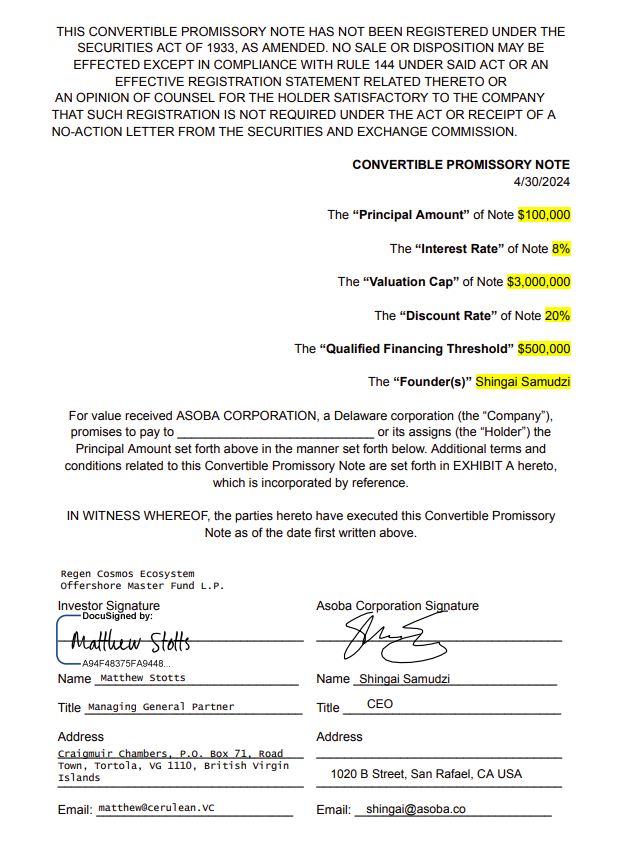 THIS CONVERTIBLE PROMISSORY NOTE HAS NOT BEEN REGISTERED UNDER THE
SECURITIES ACT OF 1933, AS AMENDED. NO SALE OR DISPOSITION MAY BE
EFFECTED EXCEPT IN COMPLIANCE WITH RULE 144 UNDER SAID ACT OR AN
EFFECTIVE REGISTRATION STATEMENT RELATED THERETO OR
AN OPINION OF COUNSEL FOR THE HOLDER SATISFACTORY TO THE COMPANY
THAT SUCH REGISTRATION IS NOT REQUIRED UNDER THE ACT OR RECEIPT OF A
NO-ACTION LETTER FROM THE SECURITIES AND EXCHANGE COMMISSION.
CONVERTIBLE PROMISSORY NOTE
4/30/2024
The “Principal Amount” of Note $100,000
The “Interest Rate” of Note 8%
The “Valuation Cap” of Note $3,000,000
The “Discount Rate” of Note 20%
The “Qualified Financing Threshold” $500,000
The “Founder(s)” Shingai Samudzi
For value received ASOBA CORPORATION, a Delaware corporation (the “Company”),
promises to pay to ____________________________ or its assigns (the “Holder”) the
Principal Amount set forth above in the manner set forth below. Additional terms and
conditions related to this Convertible Promissory Note are set forth in EXHIBIT A hereto,
which is incorporated by reference.
IN WITNESS WHEREOF, the parties hereto have executed this Convertible Promissory
Note as of the date first written above.
Regen Cosmos Ecosystem
Offershore Master Fund L.P.
Investor Signature
DocuSigned by:
Matthew Stotts
A94F48375FA9448...
Name Matthew Stotts
Title Managing General Partner
Address
Craigmuir Chambers, P.O. Box 71, Road
Town, Tortola, VG 1110, British Virgin
Islands
Email: matthew@cerulean.VC
Asoba Corporation Signature
Name Shingai Samudzi
Title CEO
Address
1020 B Street, San Rafael, CA USA
Email: shingai@asoba.co